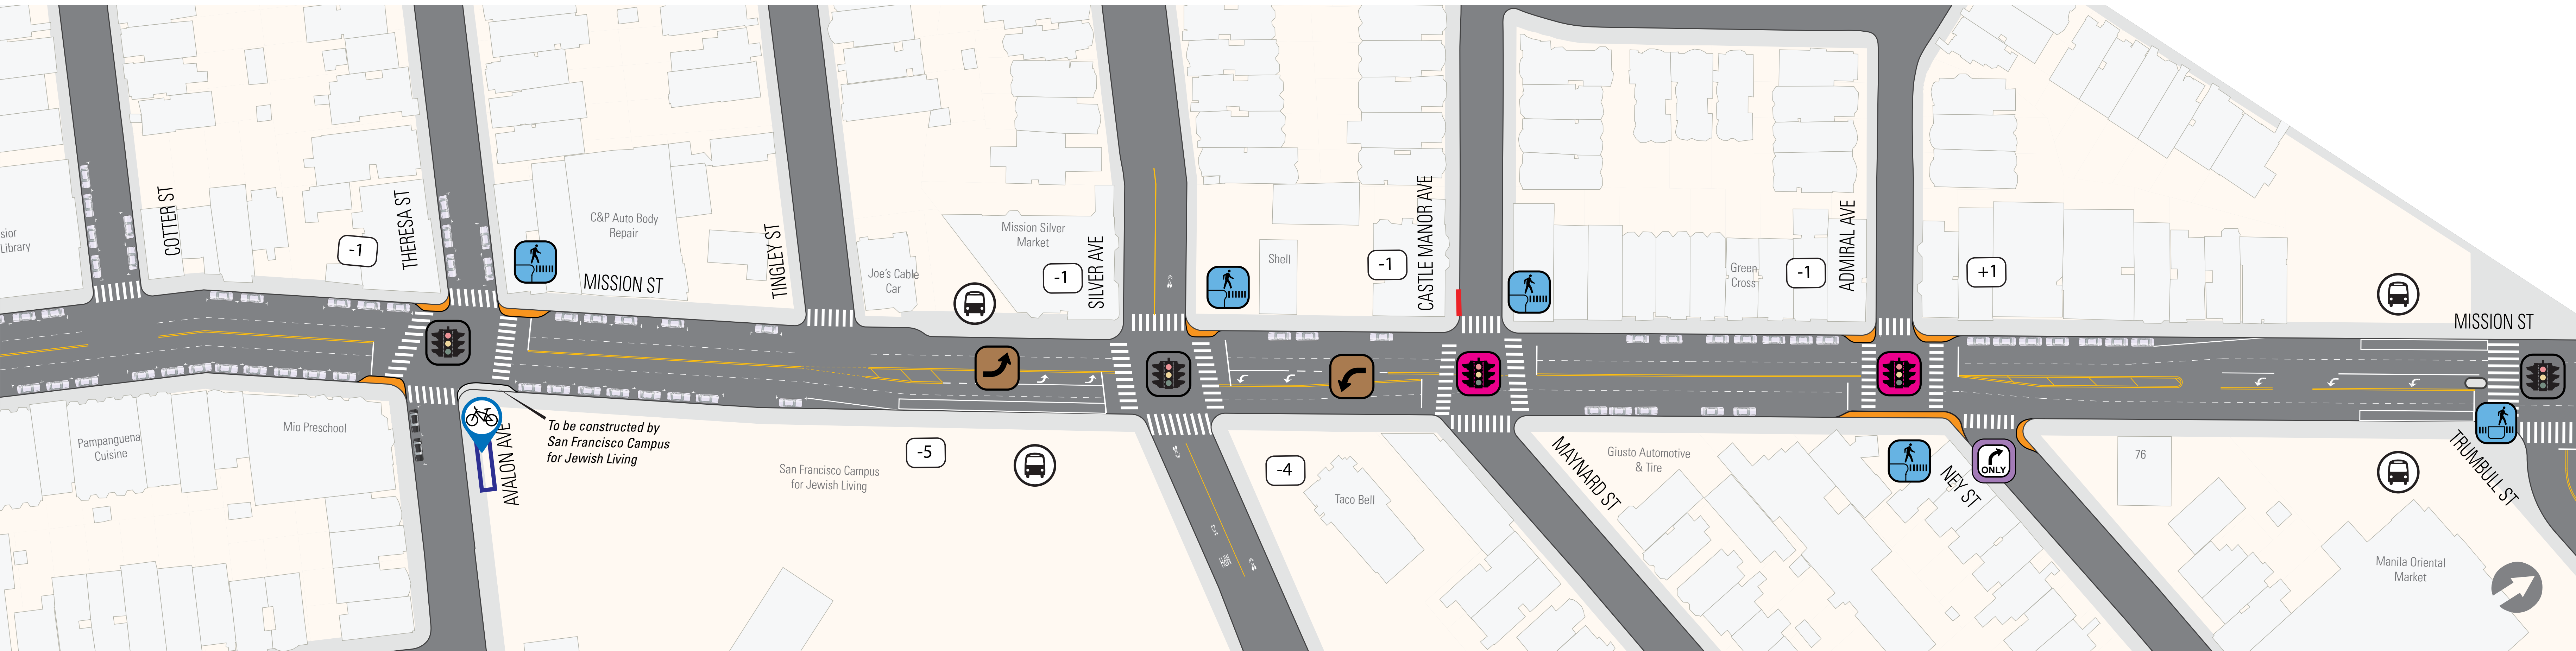 sior
Library
COTTER ST
-1
THERESA ST
C&P Auto Body
Repair
MISSION ST
TINGLEY ST
Joe's Cable
Car
Mission Silver
Market
-1
SILVER AVE
Shell
-1
CASTLE MANOR AVE
Green
Cross
-1
ADMIRAL AVE
+1
MISSION ST
Pampanguena
Cuisine
Mio Preschool
AVALON AVE
To be constructed by
San Francisco Campus
for Jewish Living
San Francisco Campus
for Jewish Living
-5
-4
Taco Bell
MAYNARD ST
Giusto Automotive
& Tire
NEY ST
ONLY
76
TRUMBULL ST
Manila Oriental
Market